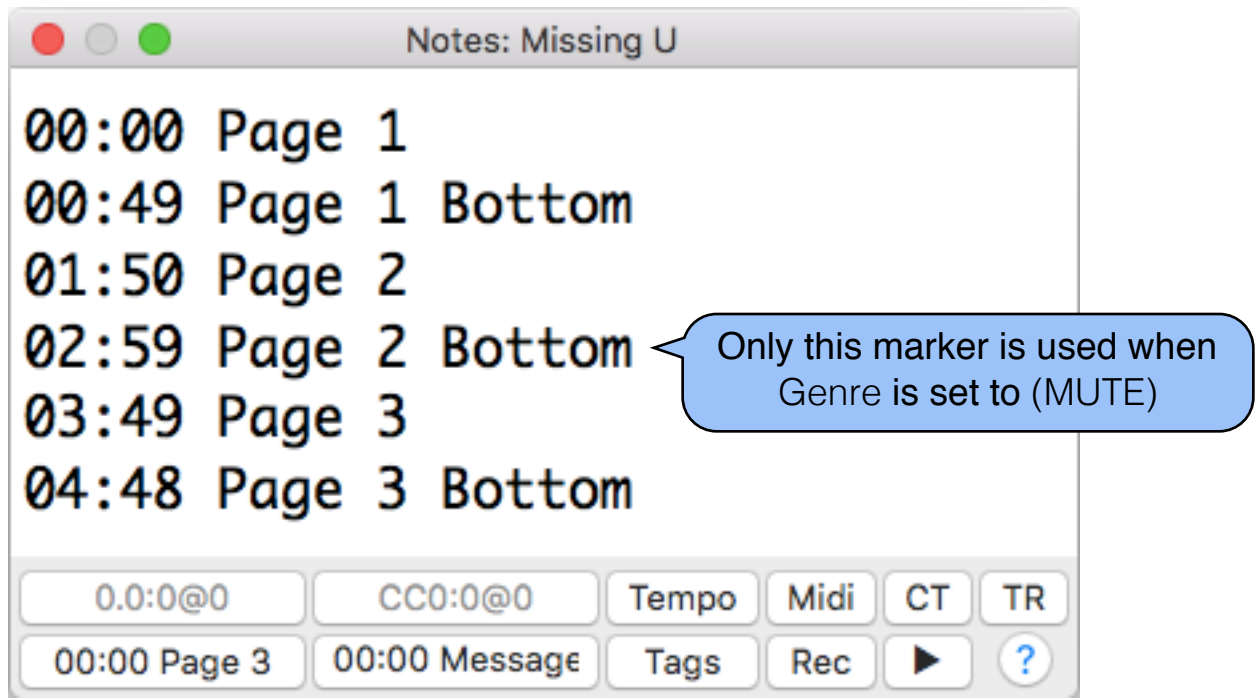 Notes: Missing U
00:00 Page 1
00:49 Page 1 Bottom
01:50 Page 2
02:59 Page 2 Bottom
Only this marker is used when
Genre is set to (MUTE)
03:49 Page 3
04:48 Page 3 Bottom
0.0:0@0 CC0:0@0 Tempo Midi CT TR
00:00 Page 3 00:00 Message Tags Rec ▶ ?